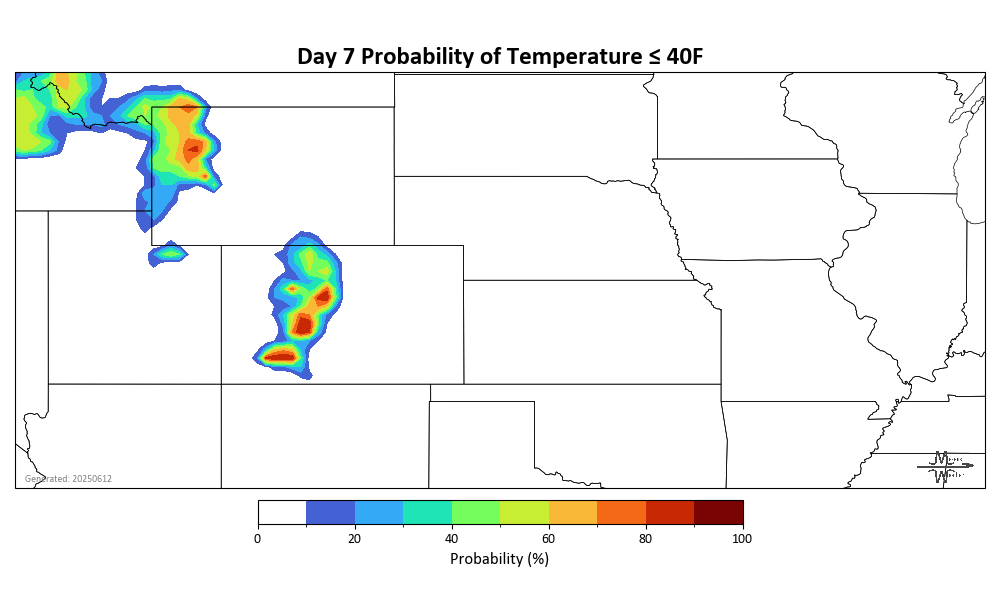 Day 7 Probability of Temperature ≤ 40F
Generated: 20250612
0 20 40 60 80 100
Probability (%)